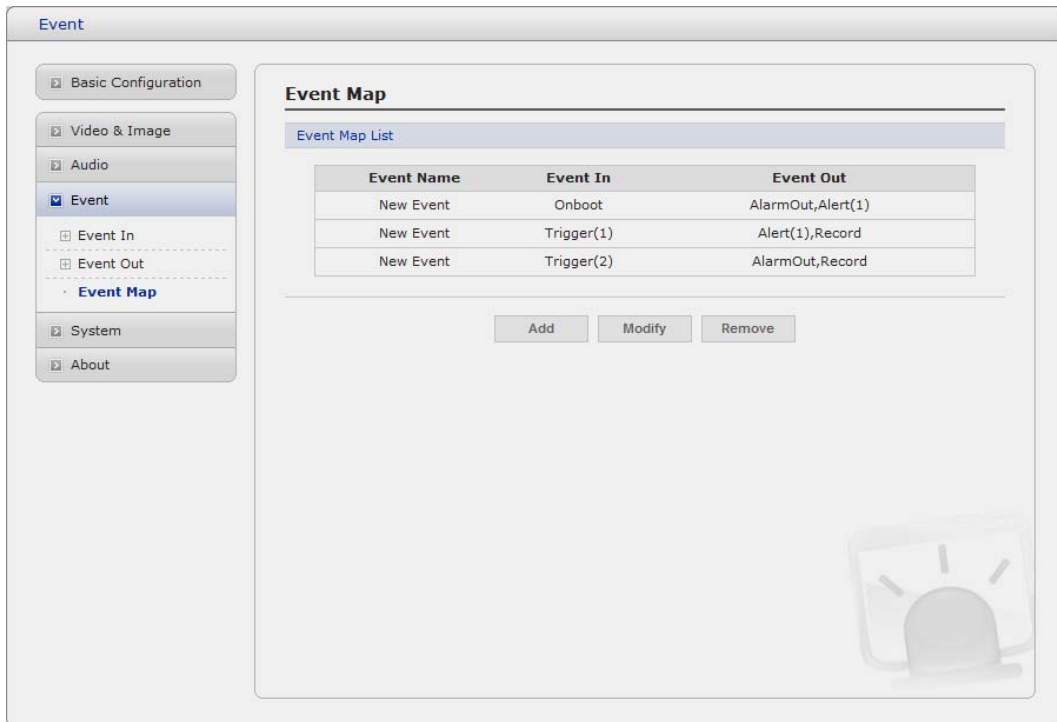 Event
Basic Configuration
Video & Image
Audio
Event
Event In
Event Out
Event Map
System
About
Event Map
Event Map List
Event Name Event In Event Out
New Event Onboot AlarmOut,Alert(1)
New Event Trigger(1) Alert(1),Record
New Event Trigger(2) AlarmOut,Record
Add Modify Remove